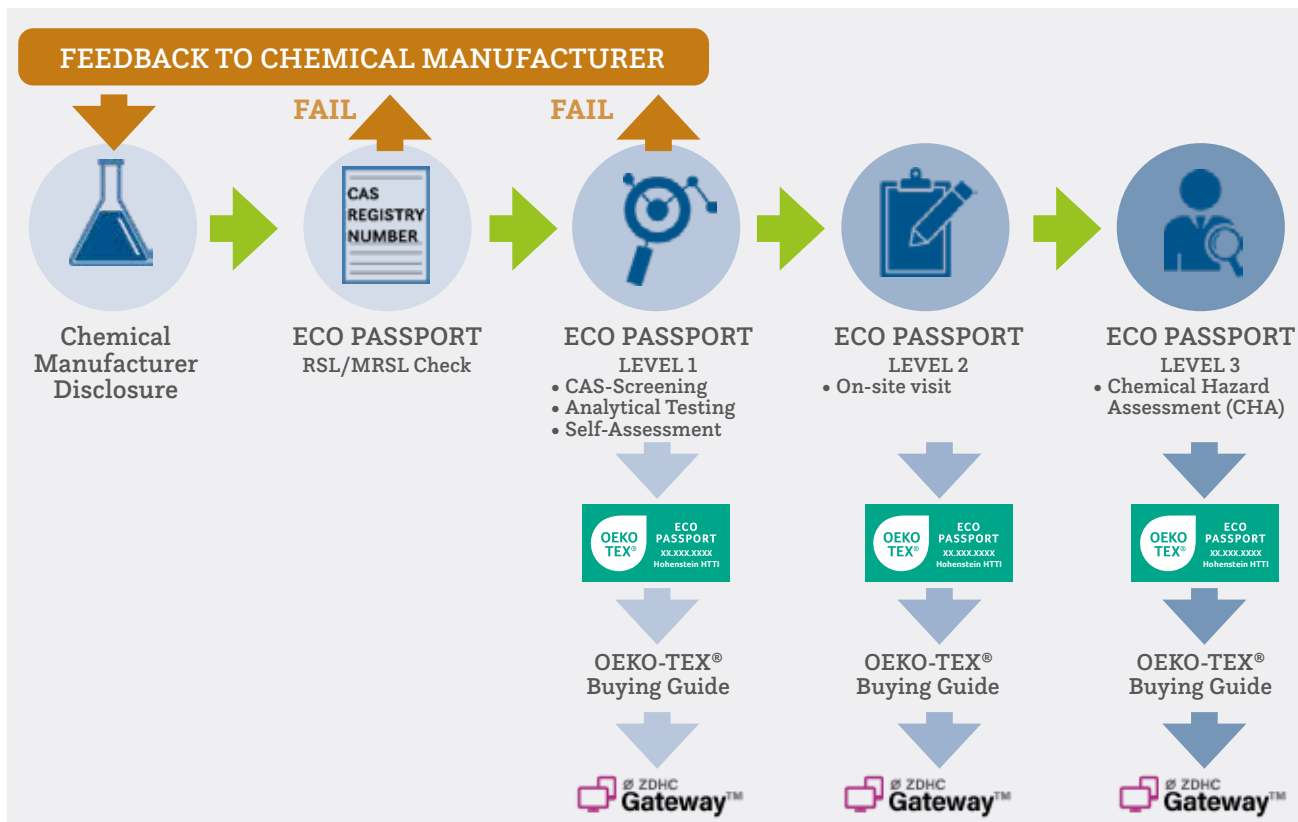 FEEDBACK TO CHEMICAL MANUFACTURER
FAIL
FAIL
CAS
REGISTRY
NUMBER
Chemical
Manufacturer
Disclosure
ECO PASSPORT
RSL/MRSL Check
ECO PASSPORT
LEVEL 1
• CAS-Screening
• Analytical Testing
• Self-Assessment
ECO PASSPORT
LEVEL 2
• On-site visit
ECO PASSPORT
LEVEL 3
• Chemical Hazard
Assessment (CHA)
OEKO
TEX®
ECO
PASSPORT
XX.XXX.XXXX
Hohenstein HTTI
OEKO
TEX®
ECO
PASSPORT
XX.XXX.XXXX
Hohenstein HTTI
OEKO
TEX®
ECO
PASSPORT
XX.XXX.XXXX
Hohenstein HTTI
OEKO-TEX®
Buying Guide
OEKO-TEX®
Buying Guide
OEKO-TEX®
Buying Guide
Ø ZDHC
Gateway™
Ø ZDHC
Gateway™
Ø ZDHC
Gateway™